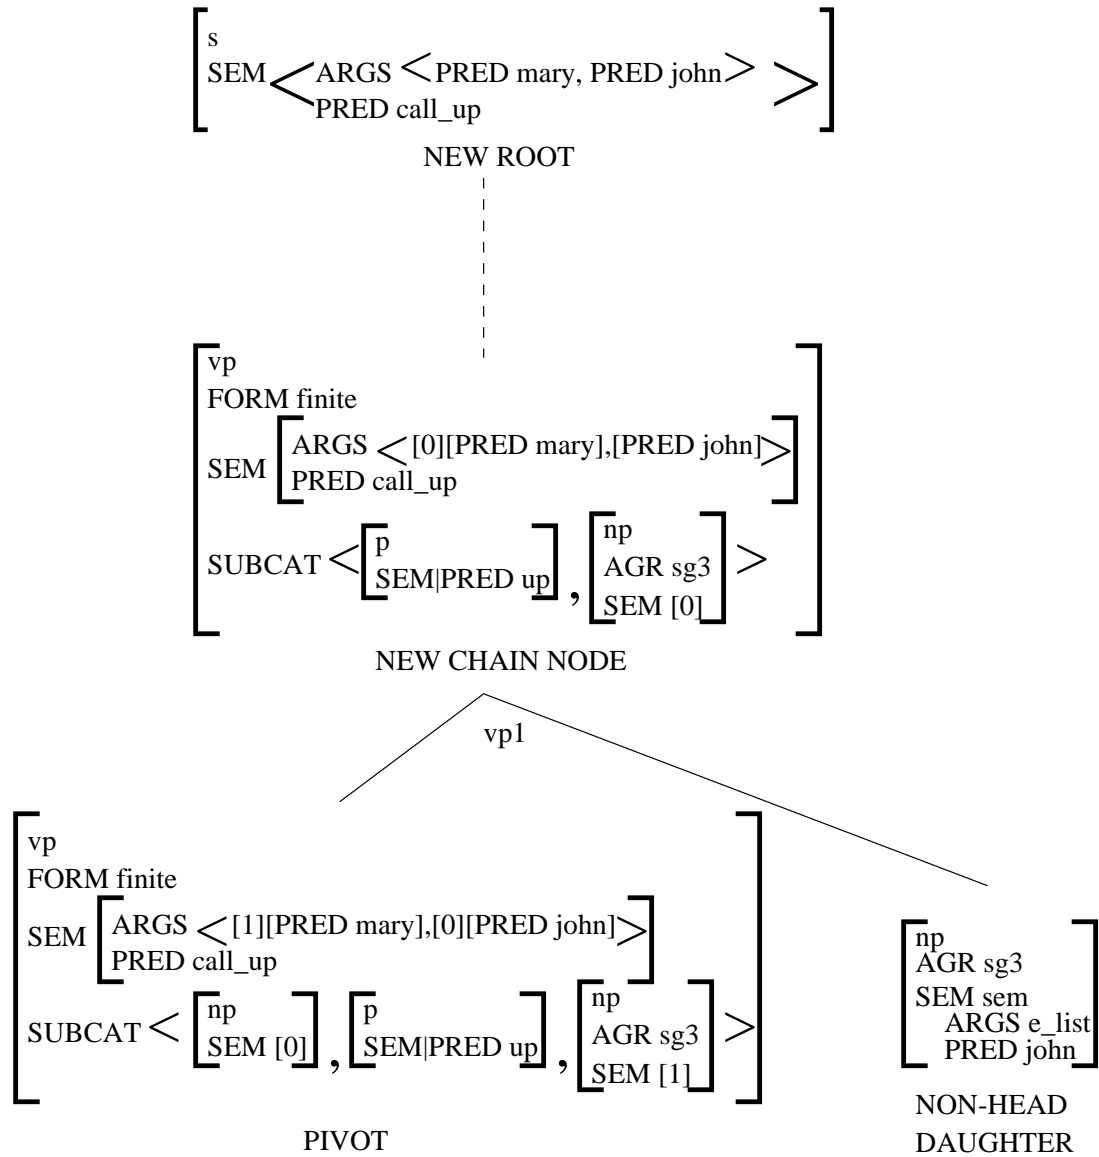 s
SEM < ARGS < PRED mary, PRED john > >
PRED call_up
NEW ROOT
vp
FORM finite
SEM ARGS < [0][PRED mary],[PRED john] >
PRED call_up
SUBCAT < p
SEM|PRED up , np
AGR sg3
SEM [0] >
NEW CHAIN NODE
vp1
vp
FORM finite
SEM ARGS < [1][PRED mary],[0][PRED john] >
PRED call_up
SUBCAT < np
SEM [0] , p
SEM|PRED up , np
AGR sg3
SEM [1] >
PIVOT
np
AGR sg3
SEM sem
ARGS e_list
PRED john
NON-HEAD
DAUGHTER